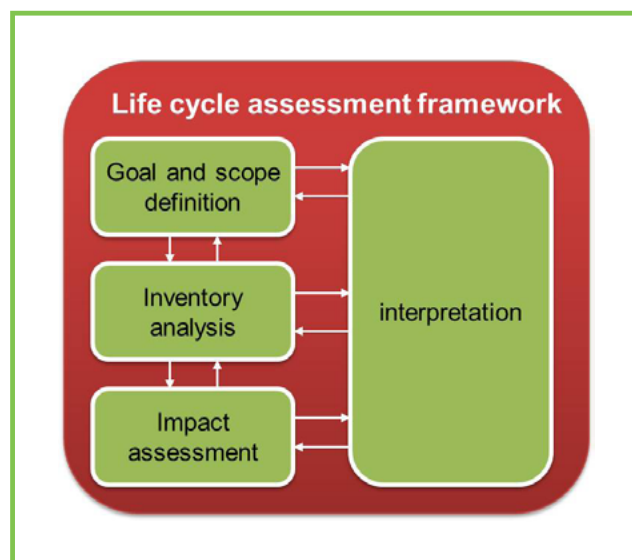 Life cycle assessment framework
Goal and scope
definition
Inventory
analysis
Impact
assessment
interpretation